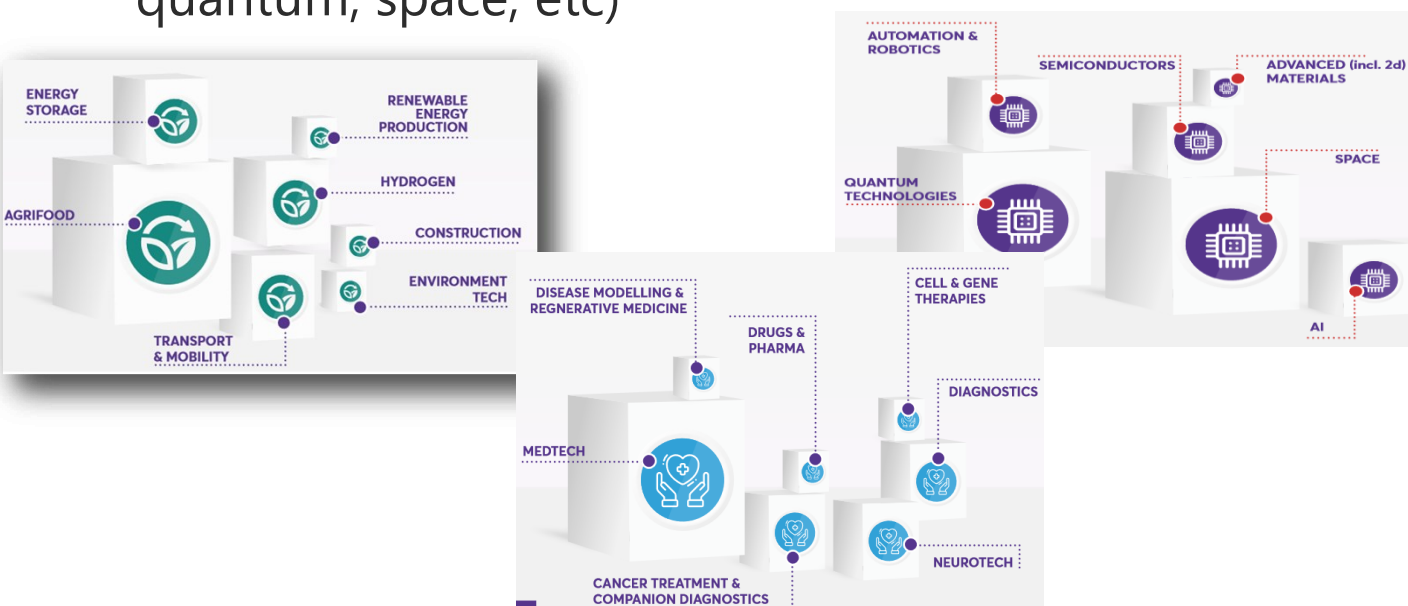 quantum, space, etc)
ENERGY
STORAGE
RENEWABLE
ENERGY
PRODUCTION
HYDROGEN
AGRIFOOD
CONSTRUCTION
ENVIRONMENT
TECH
TRANSPORT
& MOBILITY
AUTOMATION &
ROBOTICS
SEMICONDUCTORS
ADVANCED (incl. 2d)
MATERIALS
SPACE
QUANTUM
TECHNOLOGIES
AI
DISEASE MODELLING &
REGNERATIVE MEDICINE
CELL & GENE
THERAPIES
DRUGS &
PHARMA
DIAGNOSTICS
MEDTECH
NEUROTECH
CANCER TREATMENT &
COMPANION DIAGNOSTICS